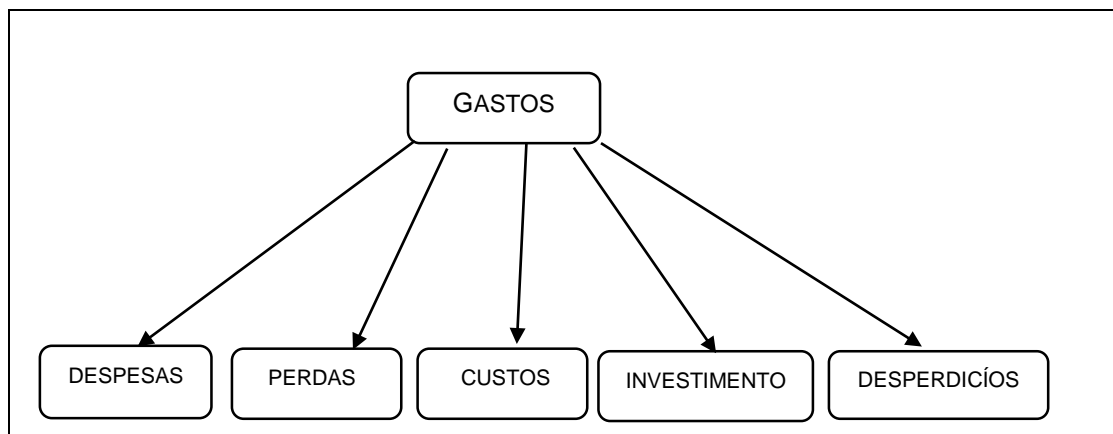 GASTOS
DESPESAS
PERDAS
CUSTOS
INVESTIMENTO
DESPERDICÍOS